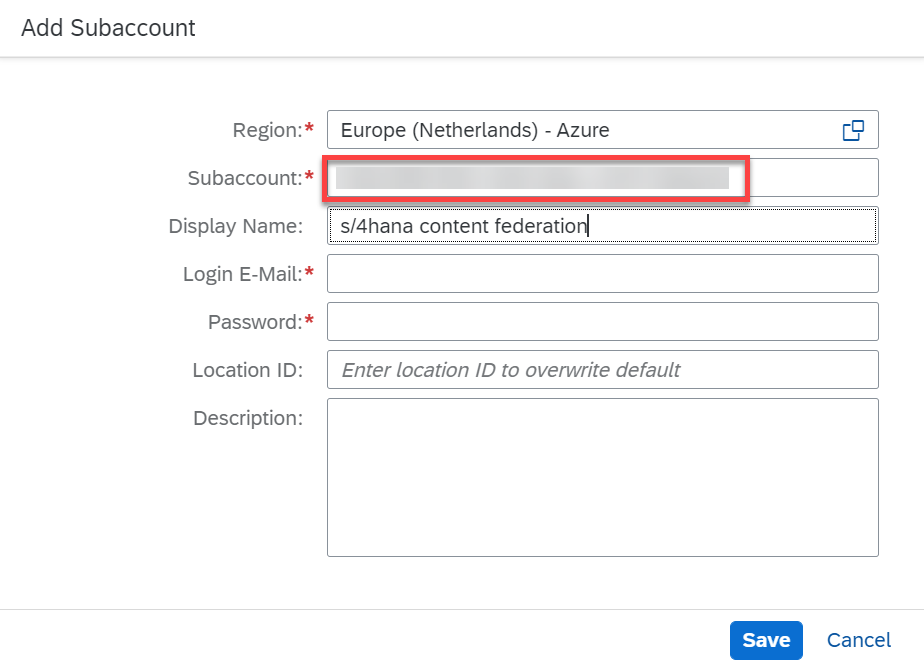 Add Subaccount
Region:* Europe (Netherlands) - Azure
Subaccount:*
Display Name: s/4hana content federation
Login E-Mail:*
Password:*
Location ID: Enter location ID to overwrite default
Description:
Save Cancel